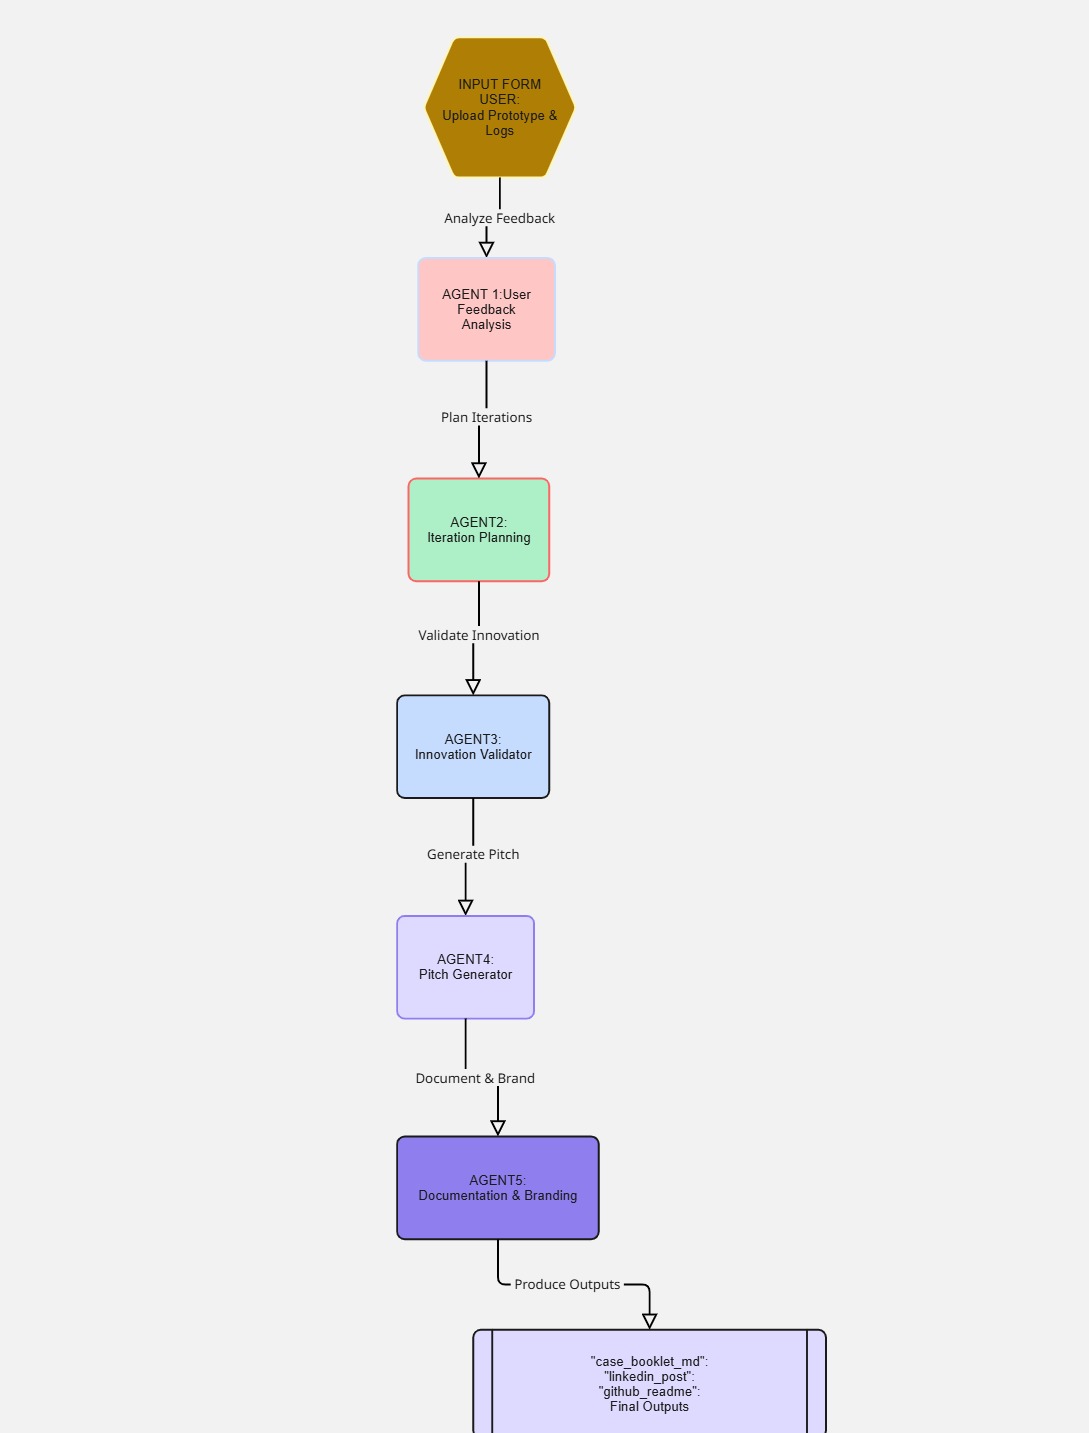 INPUT FORM
USER:
Upload Prototype &
Logs
Analyze Feedback
AGENT 1:User
Feedback
Analysis
Plan Iterations
AGENT2:
Iteration Planning
Validate Innovation
AGENT3:
Innovation Validator
Generate Pitch
AGENT4:
Pitch Generator
Document & Brand
AGENT5:
Documentation & Branding
Produce Outputs
"case_booklet_md":
"linkedin_post":
"github_readme":
Final Outputs